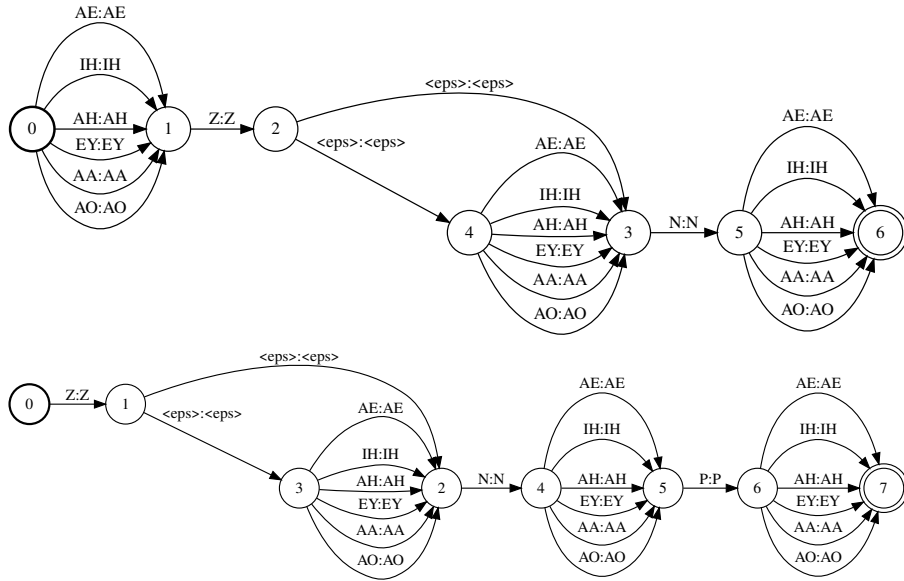 AE:AE
IH:IH
0 AH:AH 1 Z:Z 2
EY:EY
AA:AA
AO:AO
<eps>:<eps>
<eps>:<eps>
AE:AE
IH:IH
4 AH:AH 3 N:N 5
EY:EY
AA:AA
AO:AO
AE:AE
IH:IH
AH:AH 6
EY:EY
AA:AA
AO:AO
0 Z:Z 1
<eps>:<eps>
<eps>:<eps>
AE:AE
IH:IH
3 AH:AH 2 N:N 4
EY:EY
AA:AA
AO:AO
AE:AE
IH:IH
AH:AH 5 P:P 6
EY:EY
AA:AA
AO:AO
AE:AE
IH:IH
AH:AH 7
EY:EY
AA:AA
AO:AO